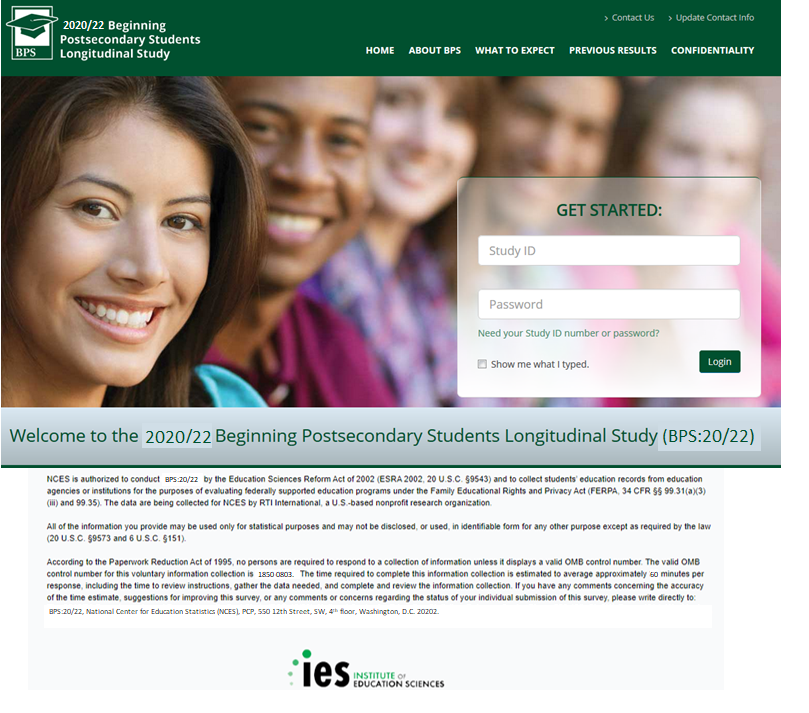 BPS
2020/22 Beginning
Postsecondary Students
Longitudinal Study
› Contact Us › Update Contact Info
HOME ABOUT BPS WHAT TO EXPECT PREVIOUS RESULTS CONFIDENTIALITY
GET STARTED:
Study ID
Password
Need your Study ID number or password?
Show me what I typed.
Login
Welcome to the 2020/22 Beginning Postsecondary Students Longitudinal Study (BPS:20/22)
NCES is authorized to conduct BPS:20/22 by the Education Sciences Reform Act of 2002 (ESRA 2002, 20 U.S.C. §9543) and to collect students' education records from education
agencies or institutions for the purposes of evaluating federally supported education programs under the Family Educational Rights and Privacy Act (FERPA, 34 CFR §§ 99.31(a)(3)
(iii) and 99.35). The data are being collected for NCES by RTI International, a U.S.-based nonprofit research organization.
All of the information you provide may be used only for statistical purposes and may not be disclosed, or used, in identifiable form for any other purpose except as required by the law
(20 U.S.C. §9573 and 6 U.S.C. §151).
According to the Paperwork Reduction Act of 1995, no persons are required to respond to a collection of information unless it displays a valid OMB control number. The valid OMB
control number for this voluntary information collection is 1850 0803. The time required to complete this information collection is estimated to average approximately 60 minutes per
response, including the time to review instructions, gather the data needed, and complete and review the information collection. If you have any comments concerning the accuracy
of the time estimate, suggestions for improving this survey, or any comments or concerns regarding the status of your individual submission of this survey, please write directly to:
BPS:20/22, National Center for Education Statistics (NCES), PCP, 550 12th Street, SW, 4th floor, Washington, D.C. 20202.
ies INSTITUTE OF
EDUCATION SCIENCES